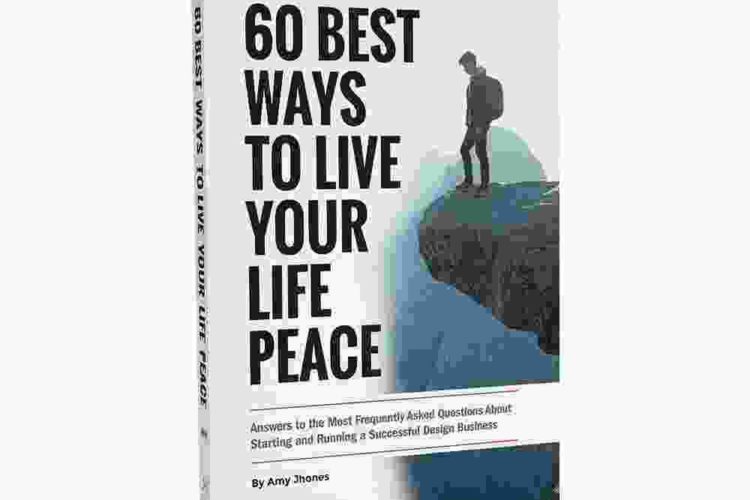 60 BEST WAYS TO LIVE YOUR LIFE PEACE
60 BEST
WAYS
TO LIVE
YOUR
LIFE
PEACE
Answers to the Most Frequently Asked Questions About
Starting and Running a Successful Design Business
By Amy Jhones